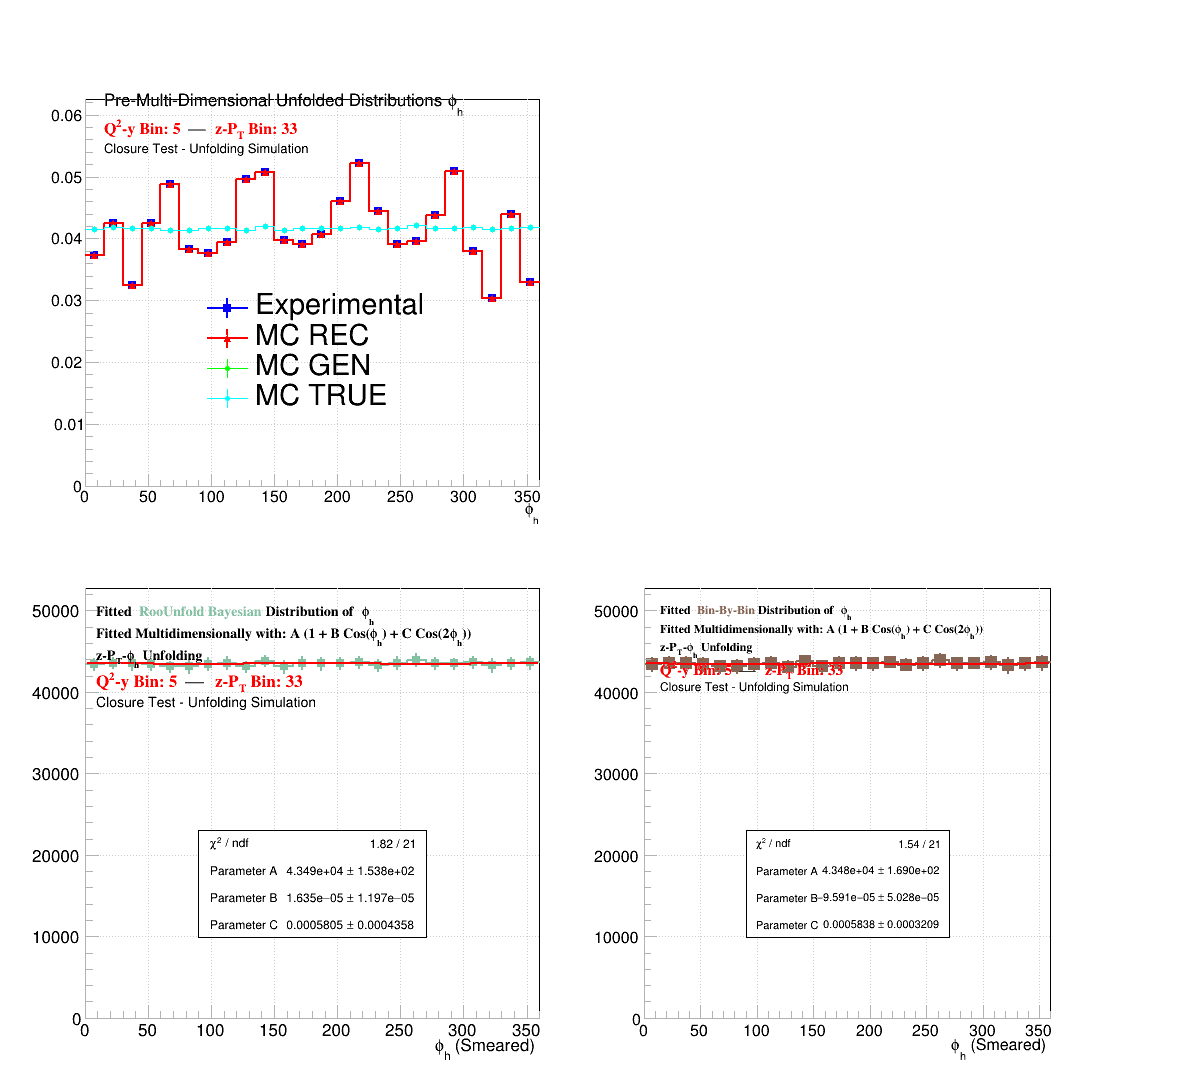 Pre-Multi-Dimensional Unfolded Distributions ϕh
Q²-y Bin: 5 — z-PT Bin: 33
Closure Test - Unfolding Simulation
0.06
0.05
0.04
0.03
0.02
0.01
0
Experimental
MC REC
MC GEN
MC TRUE
0 50 100 150 200 250 300 350
ϕh
Fitted RooUnfold Bayesian Distribution of ϕh
Fitted Multidimensionally with: A (1 + B Cos(ϕh) + C Cos(2ϕh))
z-PT-ϕh Unfolding
Q²-y Bin: 5 — z-PT Bin: 33
Closure Test - Unfolding Simulation
50000
40000
30000
20000
10000
0
χ² / ndf 1.82 / 21
Parameter A 4.349e+04 ± 1.538e+02
Parameter B 1.635e−05 ± 1.197e−05
Parameter C 0.0005805 ± 0.0004358
0 50 100 150 200 250 300 350
ϕh (Smeared)
Fitted Bin-By-Bin Distribution of ϕh
Fitted Multidimensionally with: A (1 + B Cos(ϕh) + C Cos(2ϕh))
z-PT-ϕh Unfolding
Q²-y Bin: 5 — z-PT Bin: 33
Closure Test - Unfolding Simulation
50000
40000
30000
20000
10000
0
χ² / ndf 1.54 / 21
Parameter A 4.348e+04 ± 1.690e+02
Parameter B −9.591e−05 ± 5.028e−05
Parameter C 0.0005838 ± 0.0003209
0 50 100 150 200 250 300 350
ϕh (Smeared)